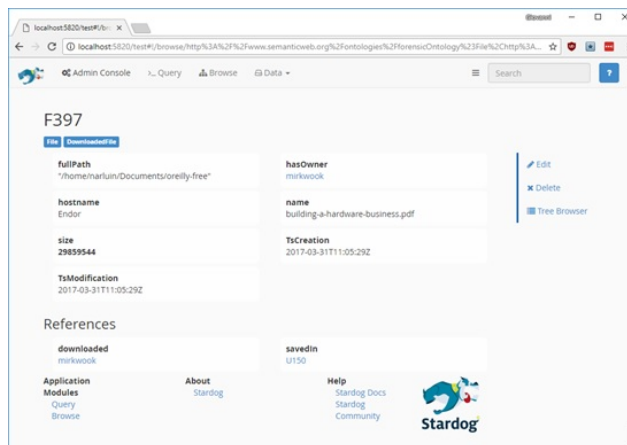 localhost:5820/test#!/bro
localhost:5820/test#!/browse/http%3A%2F%2Fwww.semanticweb.org%2Fontologies%2FforensicOntology%23File%2Chttp%3A...
Admin Console
Query
Browse
Data
Search
?
F397
File DownloadedFile
fullPath
"/home/narluin/Documents/oreilly-free"
hasOwner
mirkwook
hostname
Endor
name
building-a-hardware-business.pdf
size
29859544
TsCreation
2017-03-31T11:05:29Z
TsModification
2017-03-31T11:05:29Z
Edit
Delete
Tree Browser
References
downloaded
mirkwook
savedIn
U150
Application
Modules
Query
Browse
About
Stardog
Help
Stardog Docs
Stardog
Community
Stardog